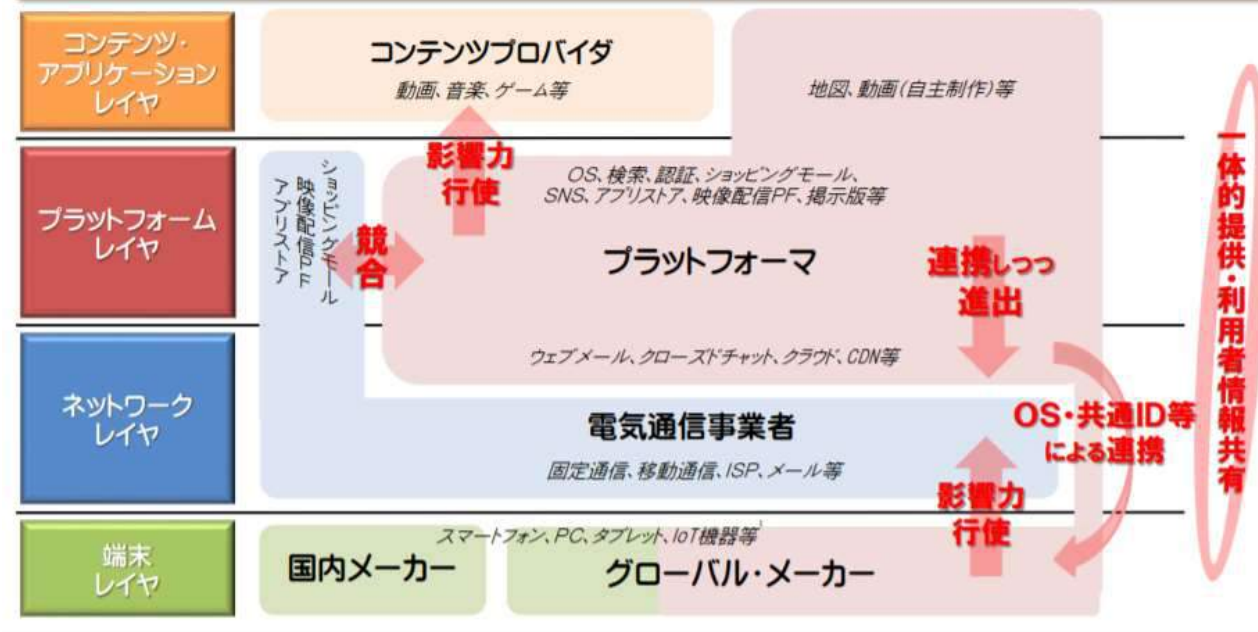 コンテンツ・
アプリケーション
レイヤ
コンテンツプロバイダ
動画、音楽、ゲーム等
地図、動画(自主制作)等
プラットフォーム
レイヤ
ショッピングモール
映像配信PF
アプリストア
競合
影響力
行使
OS、検索、認証、ショッピングモール、
SNS、アプリストア、映像配信PF、掲示版等
プラットフォーマ
連携しつつ
進出
ネットワーク
レイヤ
ウェブメール、クローズドチャット、クラウド、CDN等
電気通信事業者
固定通信、移動通信、ISP、メール等
OS・共通ID等
による連携
影響力
行使
端末
レイヤ
スマートフォン、PC、タブレット、IoT機器等
国内メーカー
グローバル・メーカー
一体的提供・利用者情報共有